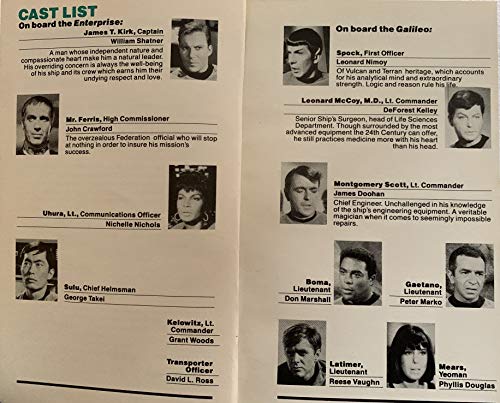 CAST LIST
On board the Enterprise:
James T. Kirk, Captain
William Shatner
A man whose independent nature and
compassionate heart make him a natural leader.
His overriding concern is always the well-being
of his ship and its crew which earns him their
undying respect and love.
Mr. Ferris, High Commissioner
John Crawford
The overzealous Federation official who will stop
at nothing in order to insure his mission's
success.
Uhura, Lt., Communications Officer
Nichelle Nichols
Sulu, Chief Helmsman
George Takei
Kelowitz, Lt.
Commander
Grant Woods
Transporter
Officer
David L. Ross
On board the Galileo:
Spock, First Officer
Leonard Nimoy
Of Vulcan and Terran heritage, which accounts
for his analytical mind and extraordinary
strength. Logic and reason rule his life.
Leonard McCoy, M.D., Lt. Commander
DeForest Kelley
Senior Ship's Surgeon, head of Life Sciences
Department. Though surrounded by the most
advanced equipment the 24th Century can offer,
he still practices medicine more with his heart
than his head.
Montgomery Scott, Lt. Commander
James Doohan
Chief Engineer. Unchallenged in his knowledge
of the ship's engineering equipment. A veritable
magician when it comes to seemingly impossible
repairs.
Boma,
Lieutenant
Don Marshall
Gaetano,
Lieutenant
Peter Marko
Latimer,
Lieutenant
Reese Vaughn
Mears,
Yeoman
Phyllis Douglas